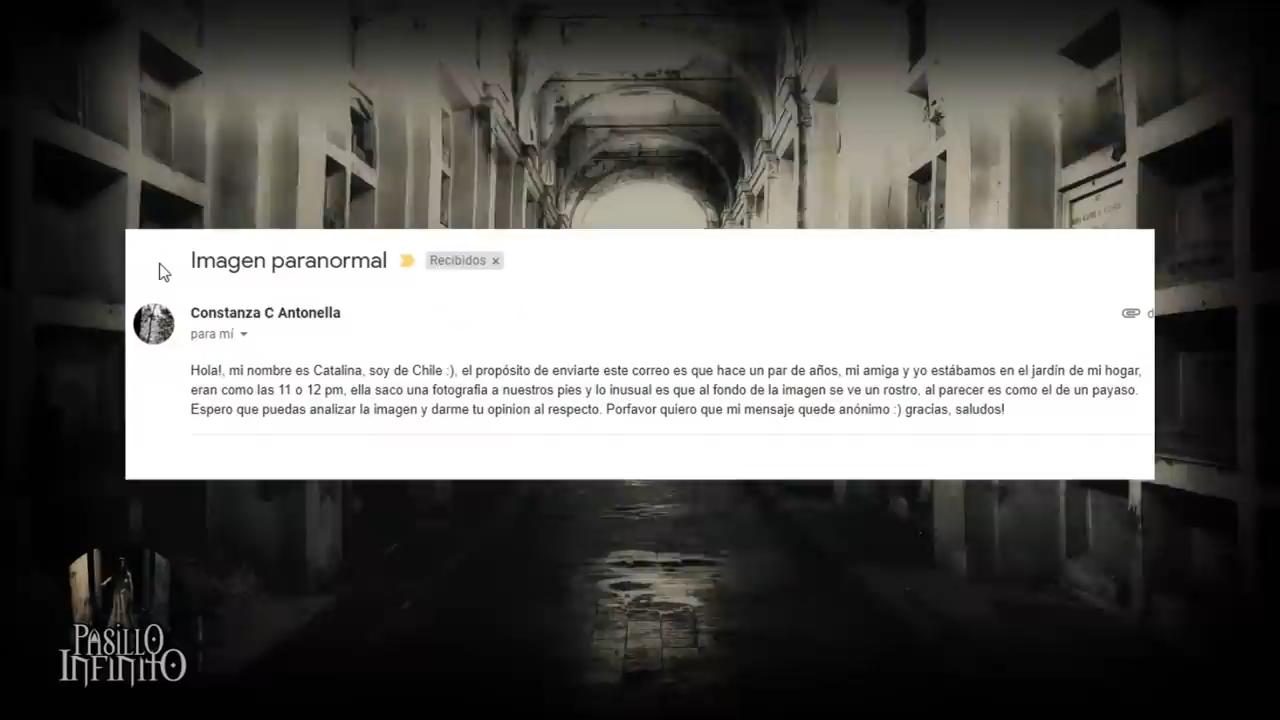 Imagen paranormal
Recibidos x
Constanza C Antonella
para mí
Hola!, mi nombre es Catalina, soy de Chile :), el propósito de enviarte este correo es que hace un par de años, mi amiga y yo estábamos en el jardín de mi hogar,
eran como las 11 o 12 pm, ella saco una fotografia a nuestros pies y lo inusual es que al fondo de la imagen se ve un rostro, al parecer es como el de un payaso.
Espero que puedas analizar la imagen y darme tu opinion al respecto. Porfavor quiero que mi mensaje quede anónimo :) gracias, saludos!
PASILLO
INFINITO